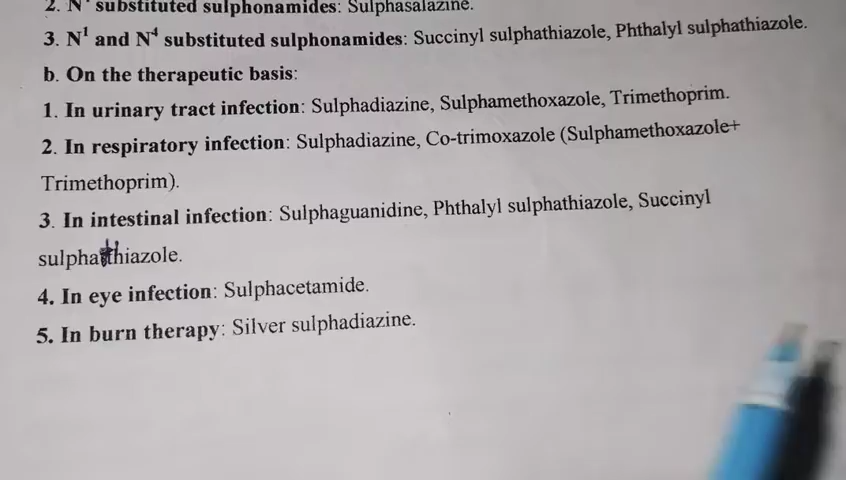 2. N substituted sulphonamides: Sulphasalazine.
3. N¹ and N⁴ substituted sulphonamides: Succinyl sulphathiazole, Phthalyl sulphathiazole.
b. On the therapeutic basis:
1. In urinary tract infection: Sulphadiazine, Sulphamethoxazole, Trimethoprim.
2. In respiratory infection: Sulphadiazine, Co-trimoxazole (Sulphamethoxazole+
Trimethoprim).
3. In intestinal infection: Sulphaguanidine, Phthalyl sulphathiazole, Succinyl
sulphathiazole.
4. In eye infection: Sulphacetamide.
5. In burn therapy: Silver sulphadiazine.